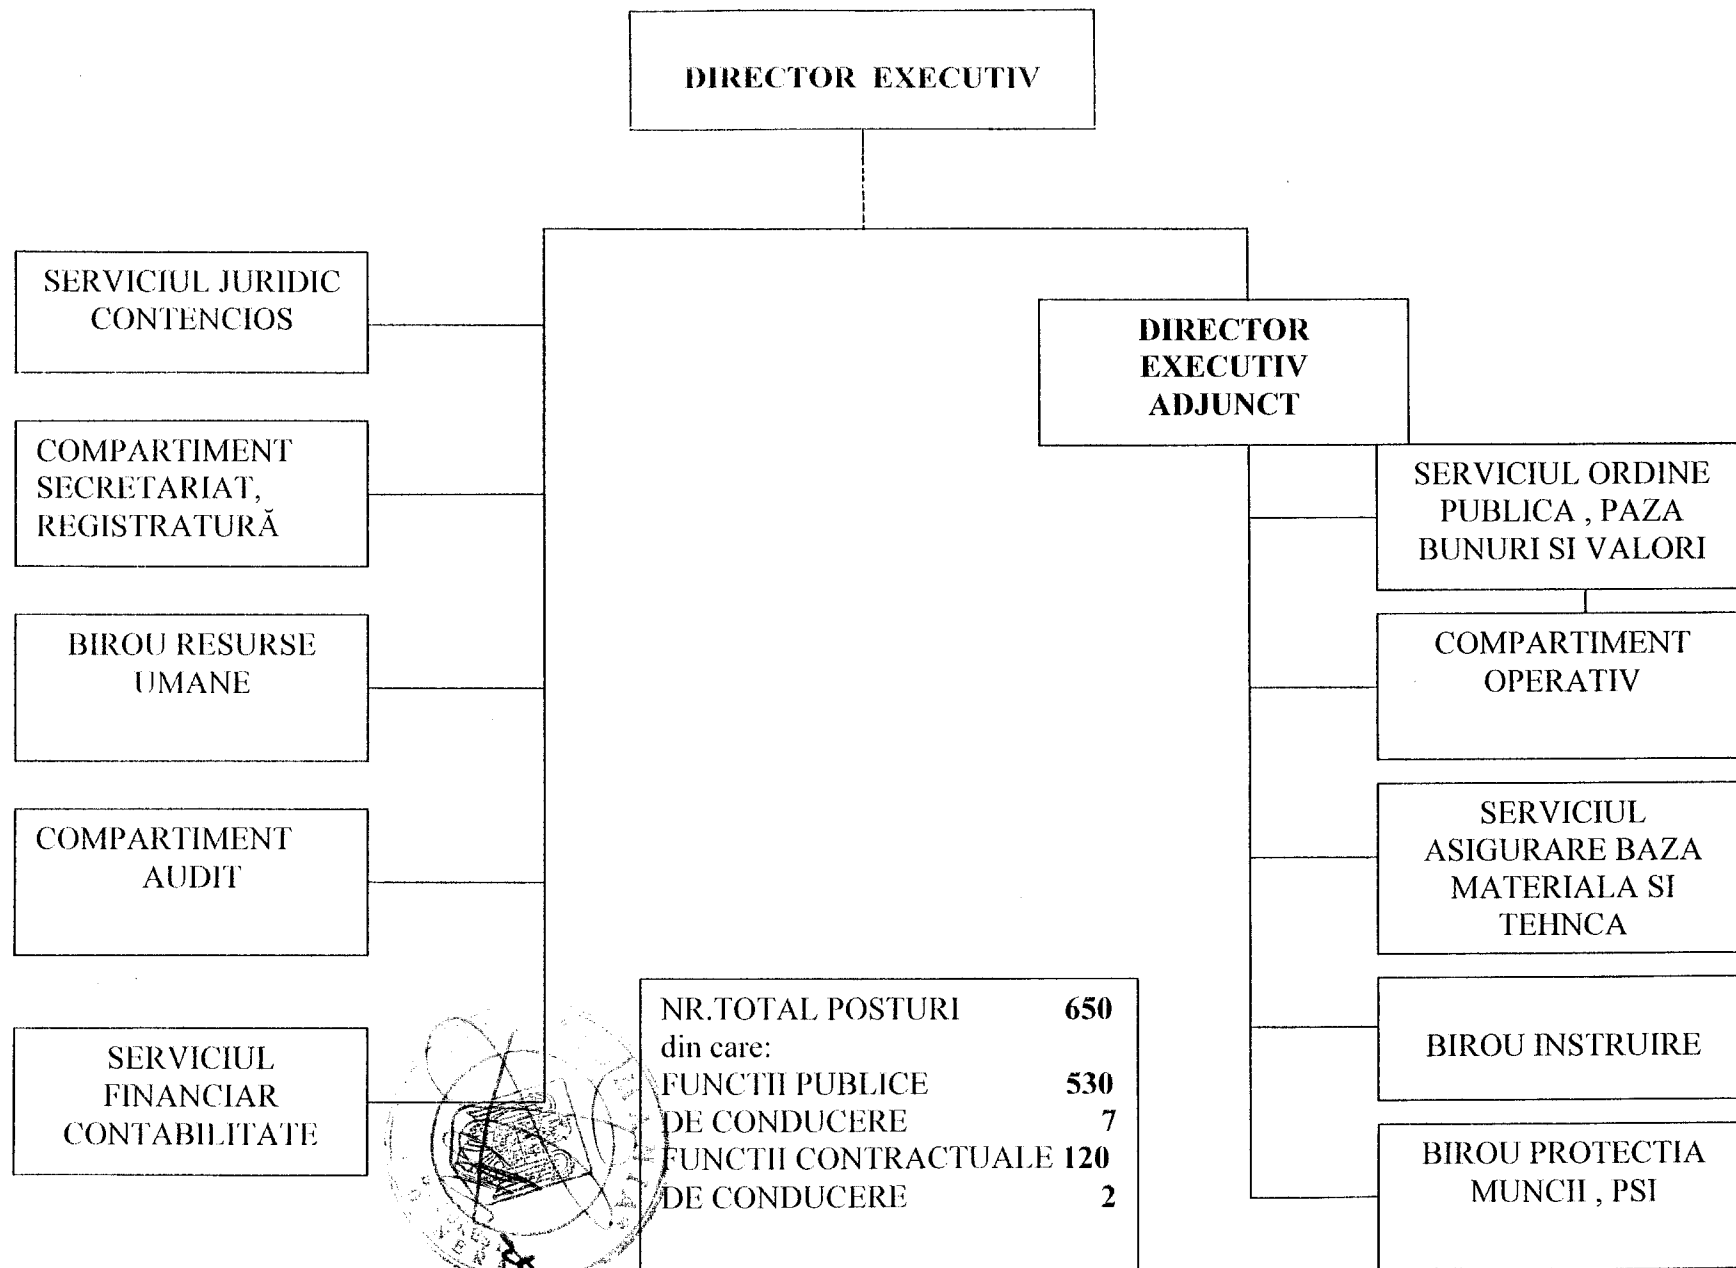 DIRECTOR EXECUTIV
SERVICIUL JURIDIC
CONTENCIOS
COMPARTIMENT
SECRETARIAT,
REGISTRATURĂ
BIROU RESURSE
UMANE
COMPARTIMENT
AUDIT
SERVICIUL
FINANCIAR
CONTABILITATE
DIRECTOR
EXECUTIV
ADJUNCT
SERVICIUL ORDINE
PUBLICA , PAZA
BUNURI SI VALORI
COMPARTIMENT
OPERATIV
SERVICIUL
ASIGURARE BAZA
MATERIALA SI
TEHNCA
BIROU INSTRUIRE
BIROU PROTECTIA
MUNCII , PSI
NR.TOTAL POSTURI 650
din care:
FUNCTII PUBLICE 530
DE CONDUCERE 7
FUNCTII CONTRACTUALE 120
DE CONDUCERE 2